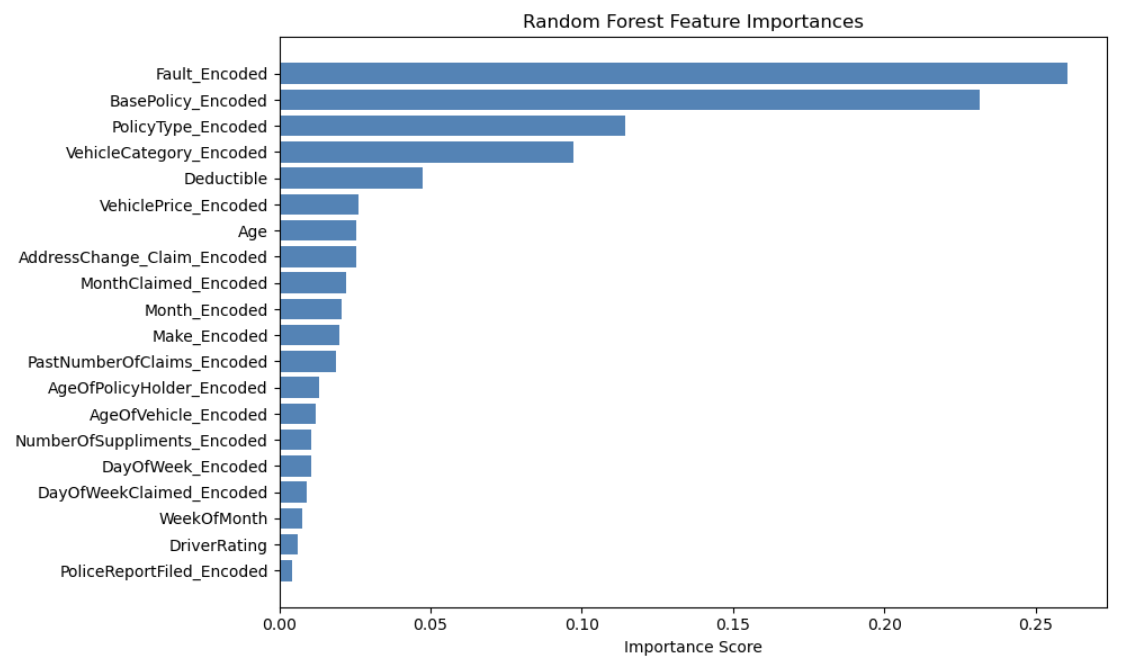 Random Forest Feature Importances
Fault_Encoded
BasePolicy_Encoded
PolicyType_Encoded
VehicleCategory_Encoded
Deductible
VehiclePrice_Encoded
Age
AddressChange_Claim_Encoded
MonthClaimed_Encoded
Month_Encoded
Make_Encoded
PastNumberOfClaims_Encoded
AgeOfPolicyHolder_Encoded
AgeOfVehicle_Encoded
NumberOfSuppliments_Encoded
DayOfWeek_Encoded
DayOfWeekClaimed_Encoded
WeekOfMonth
DriverRating
PoliceReportFiled_Encoded
0.00 0.05 0.10 0.15 0.20 0.25
Importance Score